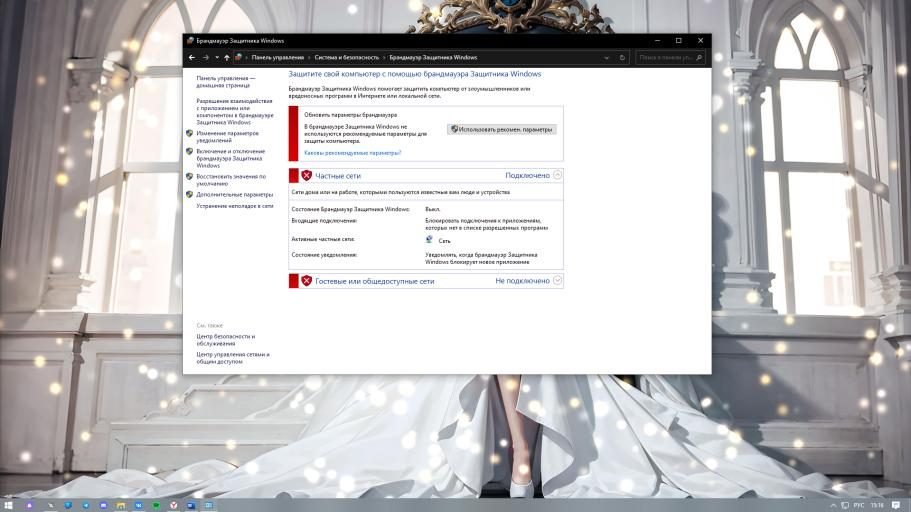 Брандмауэр Защитника Windows
Панель управления › Система и безопасность › Брандмауэр Защитника Windows
Поиск в панели уп...
Панель управления —
домашняя страница
Разрешение взаимодействия
с приложением или
компонентом в брандмауэре
Защитника Windows
Изменение параметров
уведомлений
Включение и отключение
брандмауэра Защитника
Windows
Восстановить значения по
умолчанию
Дополнительные параметры
Устранение неполадок в сети
Защитите свой компьютер с помощью брандмауэра Защитника Windows
Брандмауэр Защитника Windows помогает защитить компьютер от злоумышленников или
вредоносных программ в Интернете или локальной сети.
Обновить параметры брандмауэра
В брандмауэре Защитника Windows не
используются рекомендуемые параметры для
защиты компьютера.
Каковы рекомендуемые параметры?
Использовать рекомен. параметры
Частные сети
Подключено
Сети дома или на работе, которыми пользуются известные вам люди и устройства
Состояние Брандмауэр Защитника Windows:
Выкл.
Входящие подключения:
Блокировать подключения к приложениям,
которых нет в списке разрешенных программ
Активные частные сети:
Сеть
Состояние уведомления:
Уведомлять, когда брандмауэр Защитника
Windows блокирует новое приложение
Гостевые или общедоступные сети
Не подключено
См. также
Центр безопасности и
обслуживания
Центр управления сетями и
общим доступом
РУС
15:16